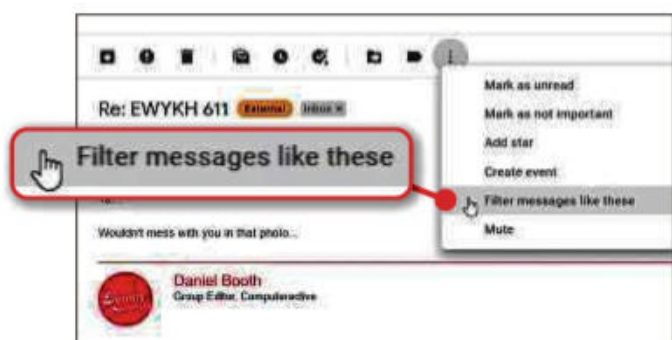 Re: EWYKH 611 External Inbox ×
Filter messages like these
Wouldn't mess with you in that photo...
Daniel Booth
Group Editor, Computeractive
Mark as unread
Mark as not important
Add star
Create event
Filter messages like these
Mute